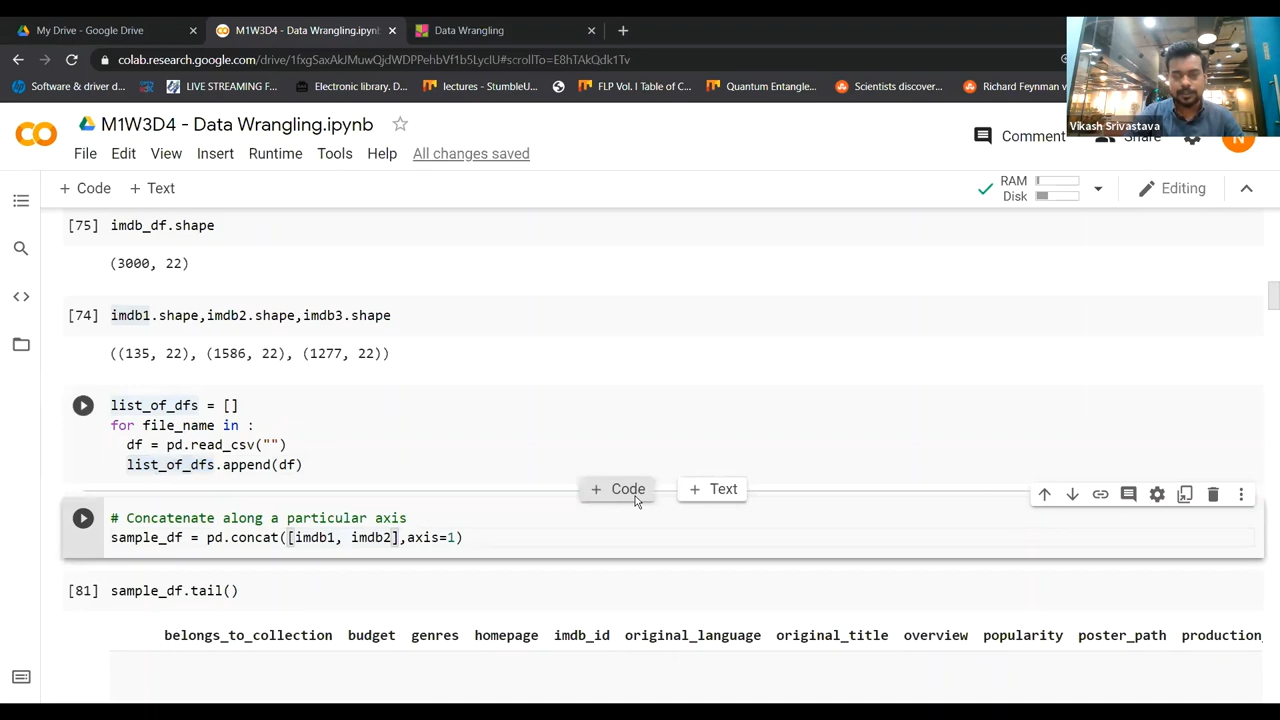 My Drive - Google Drive
M1W3D4 - Data Wrangling.ipynb
Data Wrangling
colab.research.google.com/drive/1fxgSaxAkJMuwQjdWDPPehbVf1b5LycIU#scrollTo=E8hTAkQdk1Tv
Software & driver d...
LIVE STREAMING F...
Electronic library. D...
lectures - StumbleU...
FLP Vol. I Table of C...
Quantum Entangle...
Scientists discover...
Richard Feynman v
Vikash Srivastava
M1W3D4 - Data Wrangling.ipynb
File Edit View Insert Runtime Tools Help All changes saved
Comment
Share
N
+ Code + Text
RAM
Disk
Editing
[75] imdb_df.shape
(3000, 22)
[74] imdb1.shape,imdb2.shape,imdb3.shape
((135, 22), (1586, 22), (1277, 22))
list_of_dfs = []
for file_name in :
df = pd.read_csv("")
list_of_dfs.append(df)
+ Code + Text
# Concatenate along a particular axis
sample_df = pd.concat([imdb1, imdb2],axis=1)
[81] sample_df.tail()
belongs_to_collection budget genres homepage imdb_id original_language original_title overview popularity poster_path production_